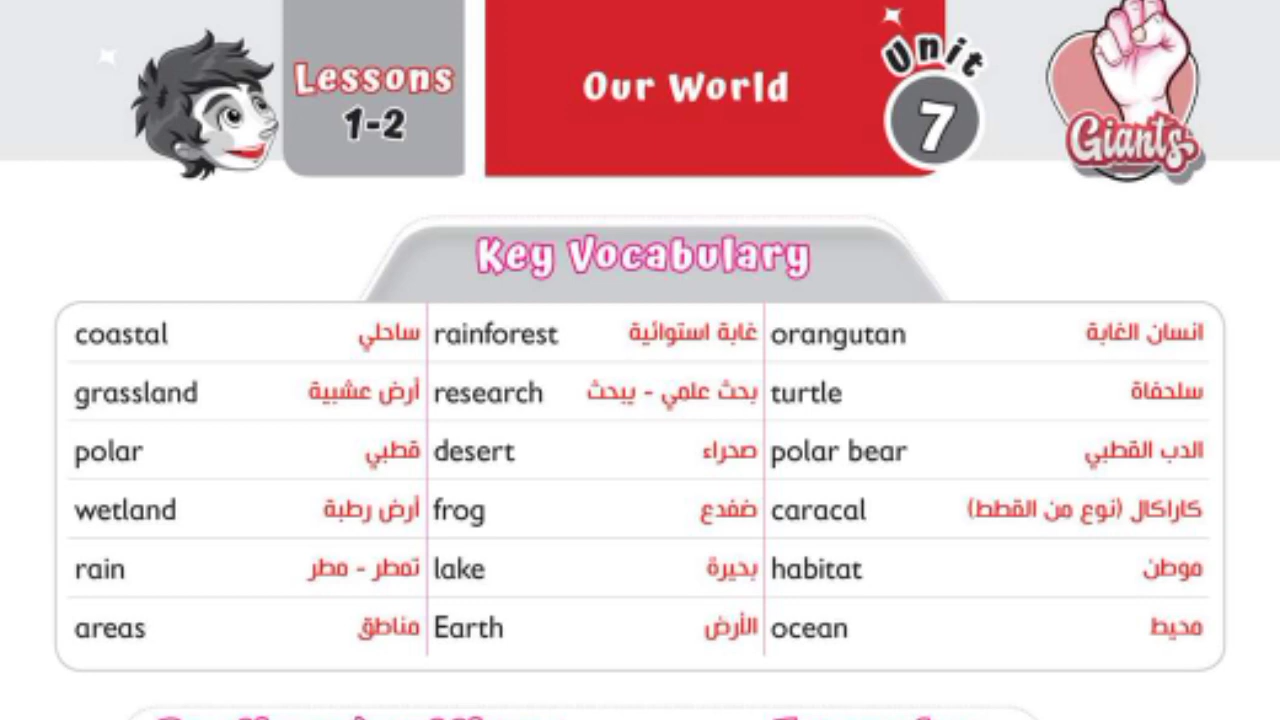 Lessons
1-2
Our World
Unit
7
Giants
Key Vocabulary
coastal ساحلي rainforest غابة استوائية orangutan انسان الغابة
grassland أرض عشبية research بحث علمي - يبحث turtle سلحفاة
polar قطبي desert صحراء polar bear الدب القطبي
wetland أرض رطبة frog ضفدع caracal كاراكال (نوع من القطط)
rain تمطر - مطر lake بحيرة habitat موطن
areas مناطق Earth الأرض ocean محيط